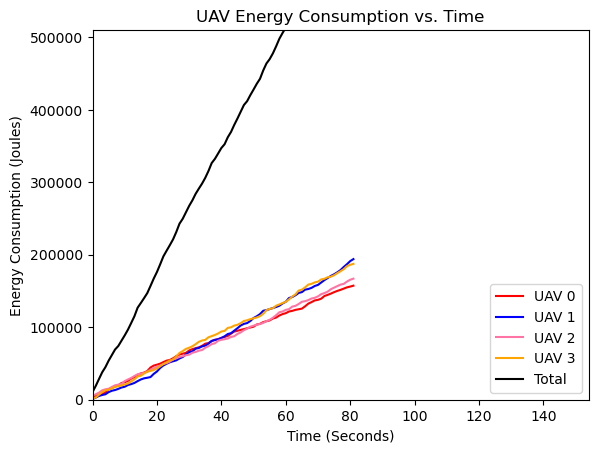 UAV Energy Consumption vs. Time
Energy Consumption (Joules)
500000
400000
300000
200000
100000
0
0 20 40 60 80 100 120 140
Time (Seconds)
UAV 0
UAV 1
UAV 2
UAV 3
Total